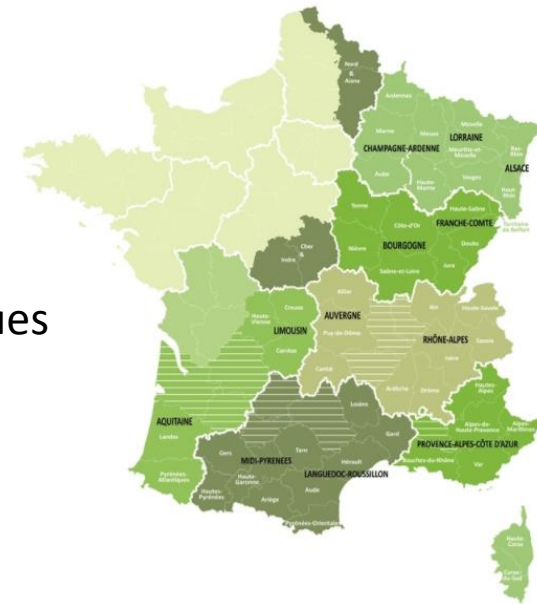 Nord
&
Aisne
Ardennes
Marne
Meuse
Moselle
LORRAINE
CHAMPAGNE-ARDENNE
Meurthe-et-
Moselle
Bas-
Rhin
ALSACE
Aube
Haute-
Marne
Vosges
Haut-
Rhin
Territoire
de Belfort
Yonne
Côte-d'Or
Haute-Saône
FRANCHE-COMTE
BOURGOGNE
Nièvre
Doubs
Saône-et-Loire
Jura
Cher
&
Indre
ues
Haute-
Vienne
Creuse
LIMOUSIN
Corrèze
Allier
AUVERGNE
Puy-de-Dôme
Cantal
Ain
Haute-Savoie
RHÔNE-ALPES
Savoie
Isère
Ardèche
Drôme
AQUITAINE
Landes
Pyrénées-
Atlantiques
Lozère
Gard
Gers
Tarn
MIDI-PYRENEES
Hérault
Haute-
Garonne
LANGUEDOC-ROUSSILLON
Hautes-
Pyrénées
Ariège
Aude
Pyrénées-Orientales
Hautes-
Alpes
Alpes-de-
Haute-Provence
Alpes-
Maritimes
PROVENCE-ALPES-CÔTE D'AZUR
Bouches-du-Rhône
Var
Haute-
Corse
Corse-
du-Sud